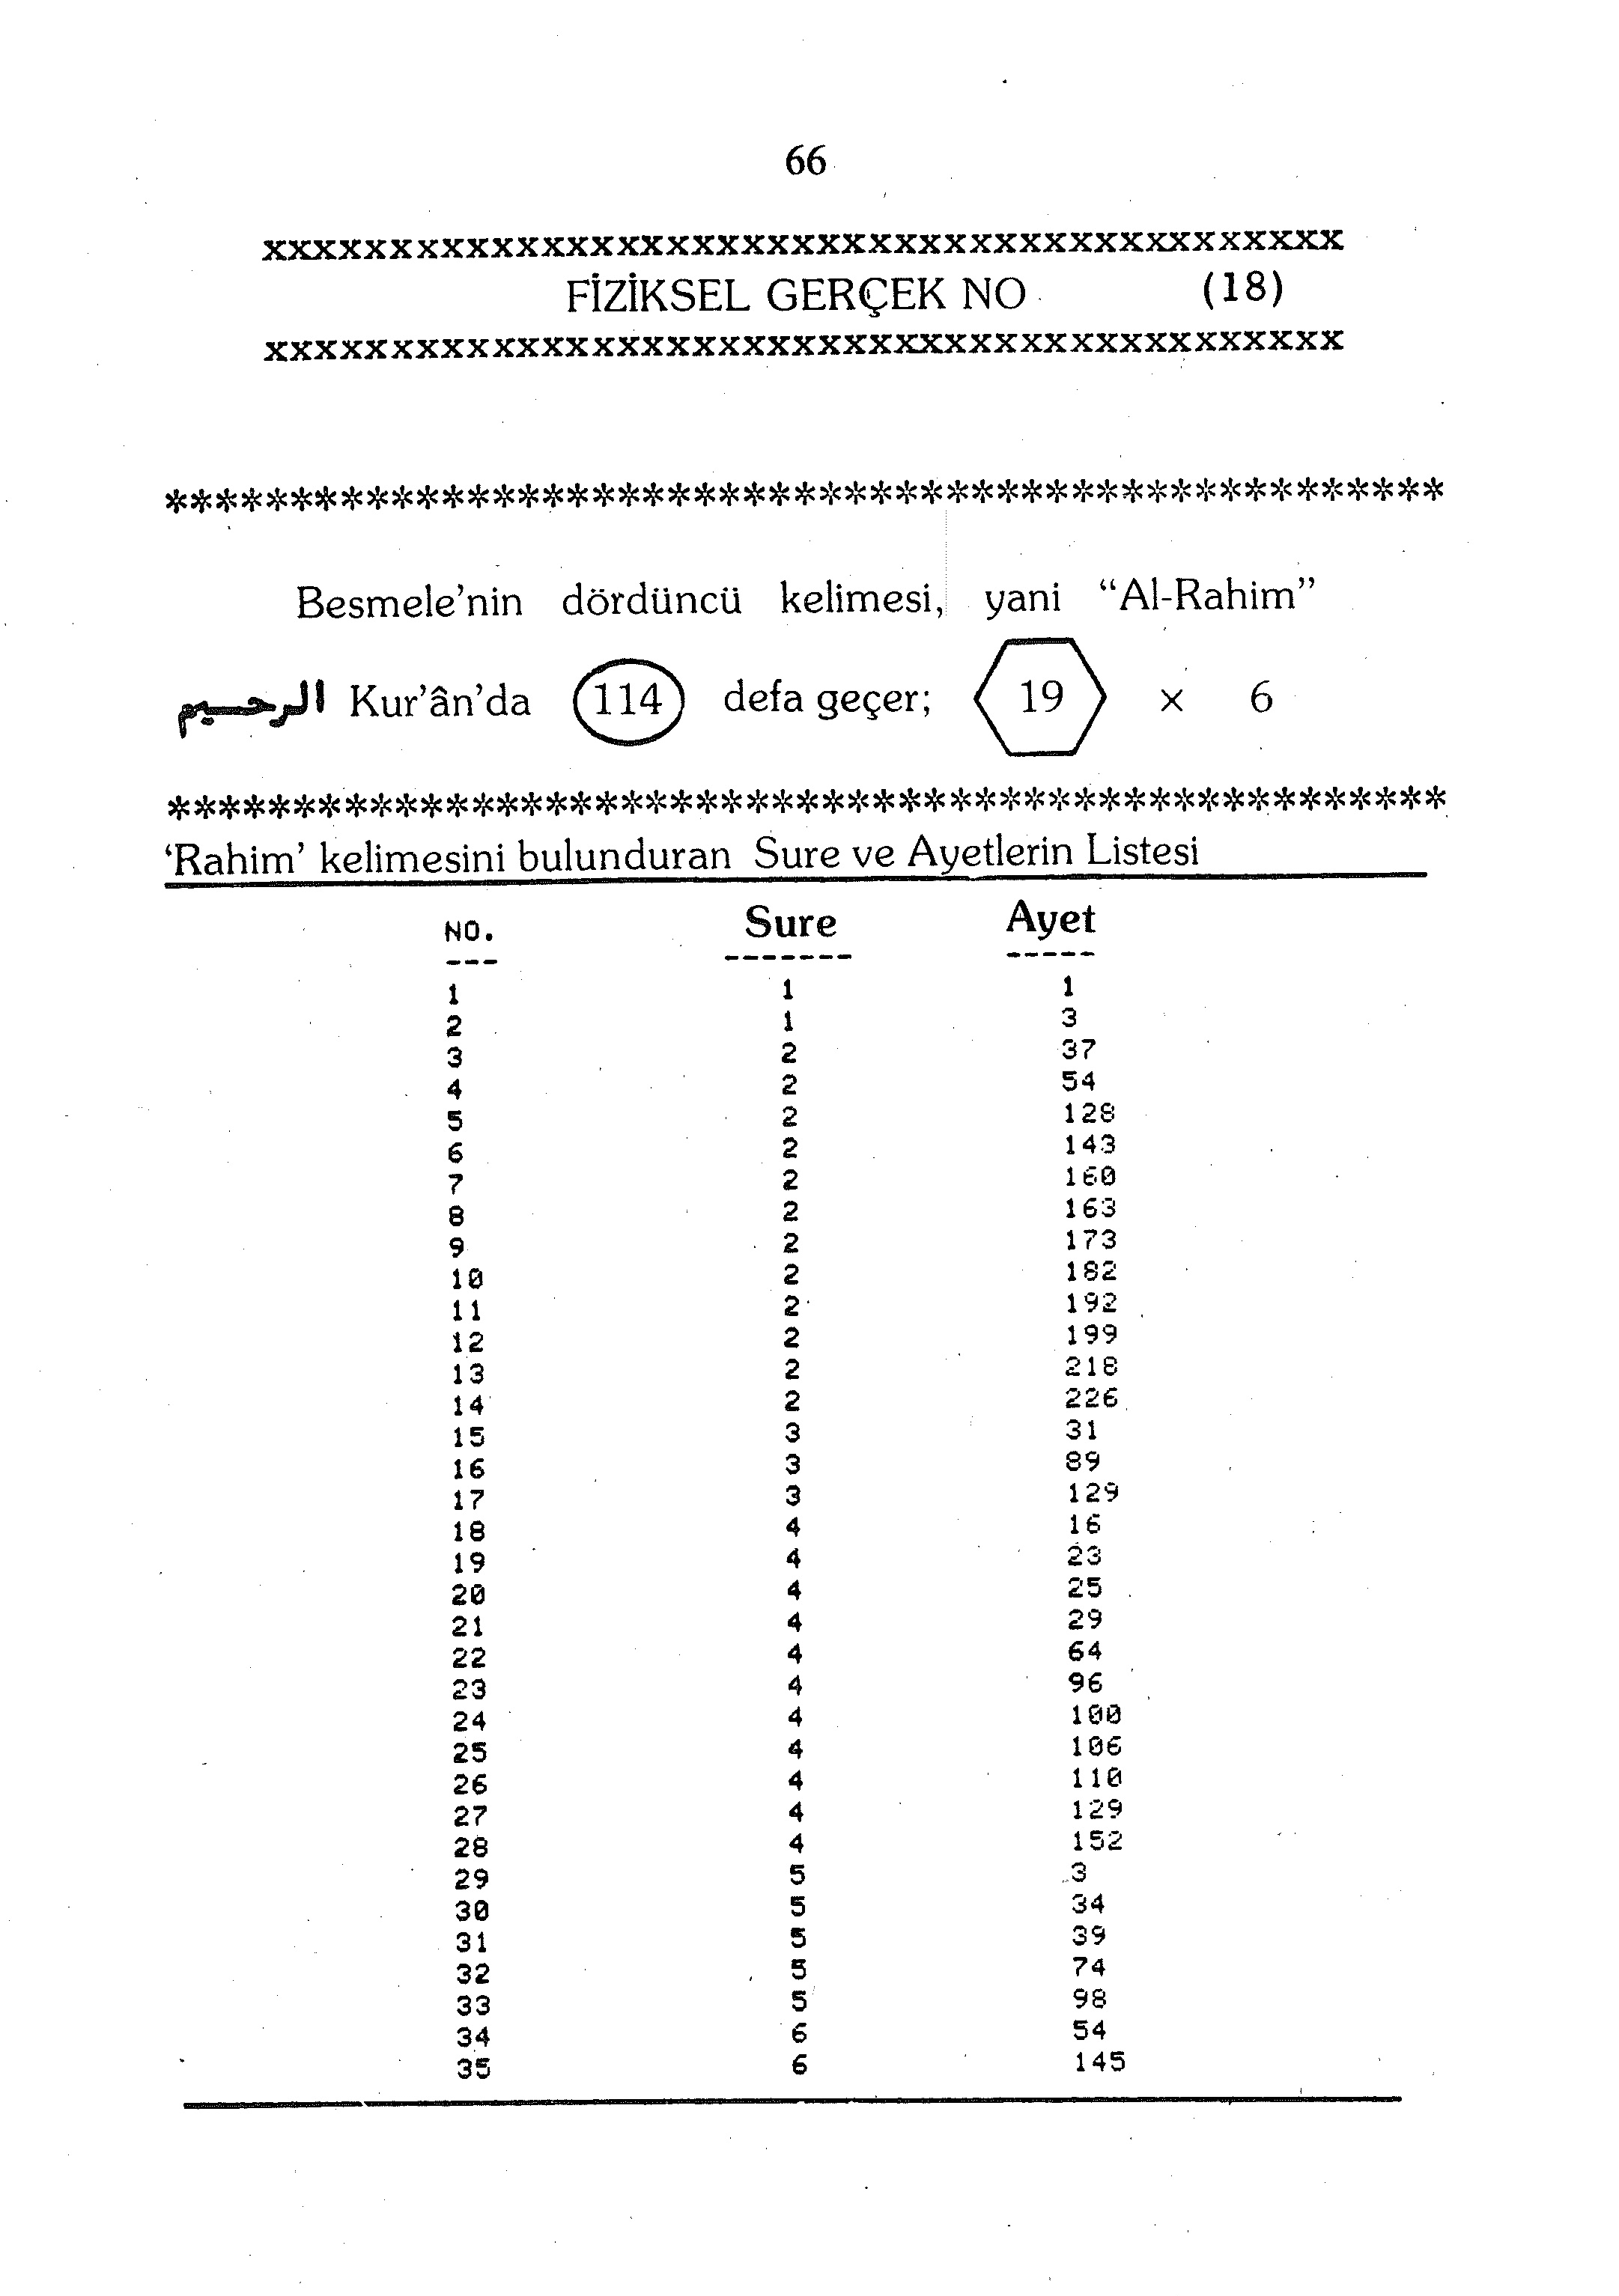 66
xxxxxxxxxxxxxxxxxxxxxxxxxxxxxxxxxxxxxxxxxxx
FİZİKSEL GERÇEK NO (18)
xxxxxxxxxxxxxxxxxxxxxxxxxxxxxxxxxxxxxxxxxxx
***************************************************
Besmele’nin dördüncü kelimesi, yani “Al-Rahim”
الرحيم Kur’ân’da 114 defa geçer; 19 x 6
***************************************************
‘Rahim’ kelimesini bulunduran Sure ve Ayetlerin Listesi
NO. Sure Ayet
--- ------- -----
1 1 1
2 1 3
3 2 37
4 2 54
5 2 128
6 2 143
7 2 160
8 2 163
9 2 173
10 2 182
11 2 192
12 2 199
13 2 218
14 2 226
15 3 31
16 3 89
17 3 129
18 4 16
19 4 23
20 4 25
21 4 29
22 4 64
23 4 96
24 4 100
25 4 106
26 4 110
27 4 129
28 4 152
29 5 3
30 5 34
31 5 39
32 5 74
33 5 98
34 6 54
35 6 145